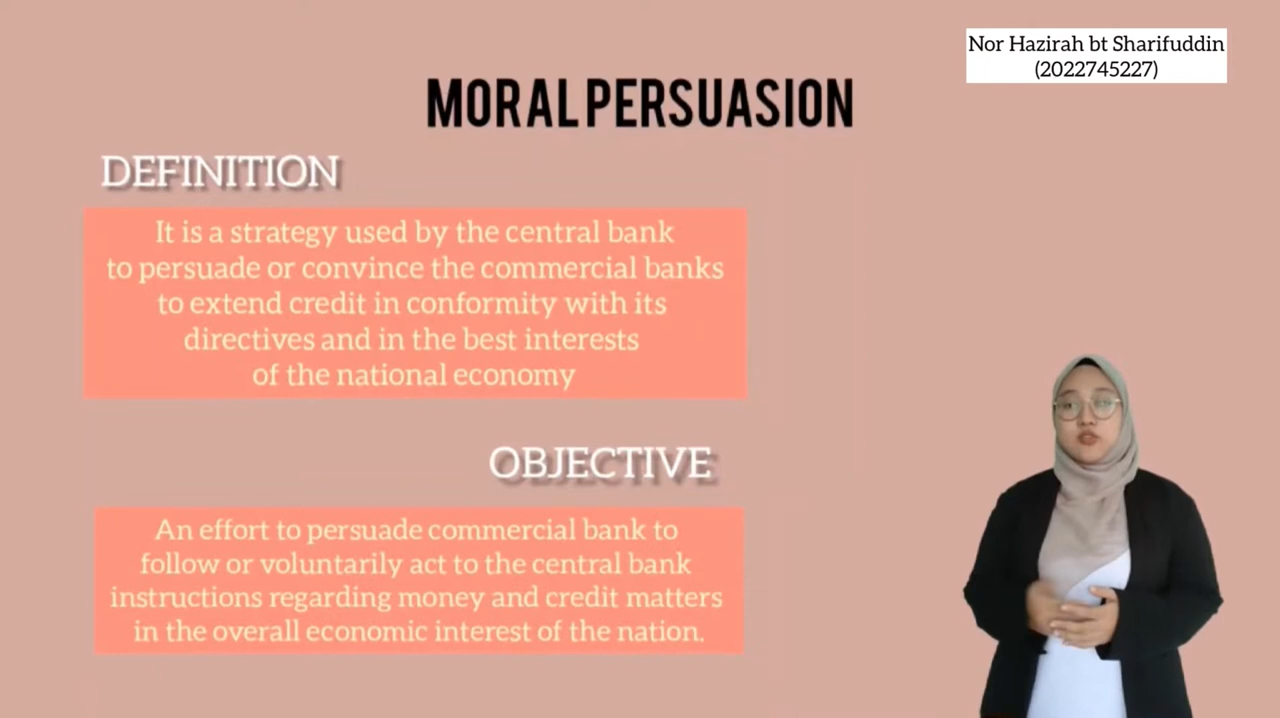 Nor Hazirah bt Sharifuddin
(2022745227)
MORAL PERSUASION
DEFINITION
It is a strategy used by the central bank
to persuade or convince the commercial banks
to extend credit in conformity with its
directives and in the best interests
of the national economy
OBJECTIVE
An effort to persuade commercial bank to
follow or voluntarily act to the central bank
instructions regarding money and credit matters
in the overall economic interest of the nation.